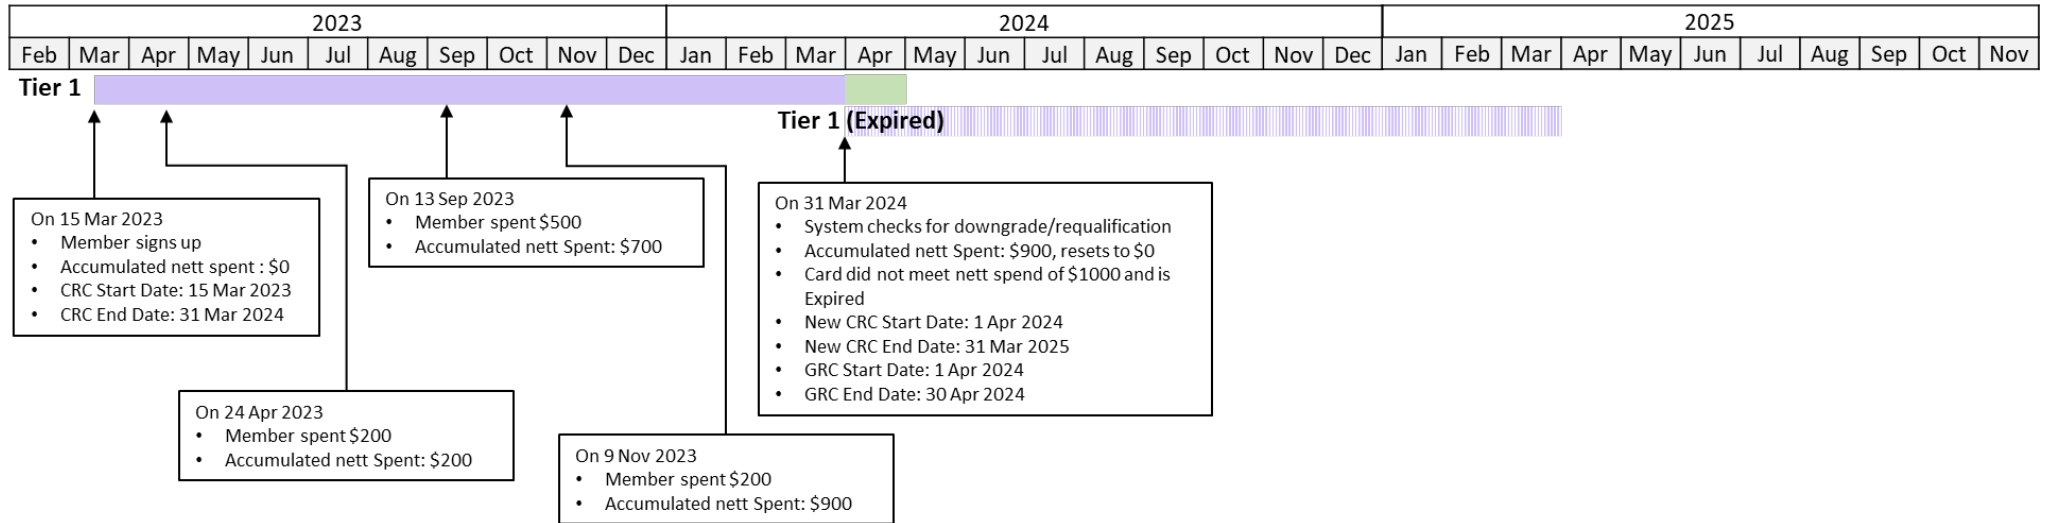 2023 2024 2025
Feb Mar Apr May Jun Jul Aug Sep Oct Nov Dec Jan Feb Mar Apr May Jun Jul Aug Sep Oct Nov Dec Jan Feb Mar Apr May Jun Jul Aug Sep Oct Nov
Tier 1
Tier 1 (Expired)
On 15 Mar 2023
• Member signs up
• Accumulated nett spent : $0
• CRC Start Date: 15 Mar 2023
• CRC End Date: 31 Mar 2024
On 24 Apr 2023
• Member spent $200
• Accumulated nett Spent: $200
On 13 Sep 2023
• Member spent $500
• Accumulated nett Spent: $700
On 9 Nov 2023
• Member spent $200
• Accumulated nett Spent: $900
On 31 Mar 2024
• System checks for downgrade/requalification
• Accumulated nett Spent: $900, resets to $0
• Card did not meet nett spend of $1000 and is
Expired
• New CRC Start Date: 1 Apr 2024
• New CRC End Date: 31 Mar 2025
• GRC Start Date: 1 Apr 2024
• GRC End Date: 30 Apr 2024